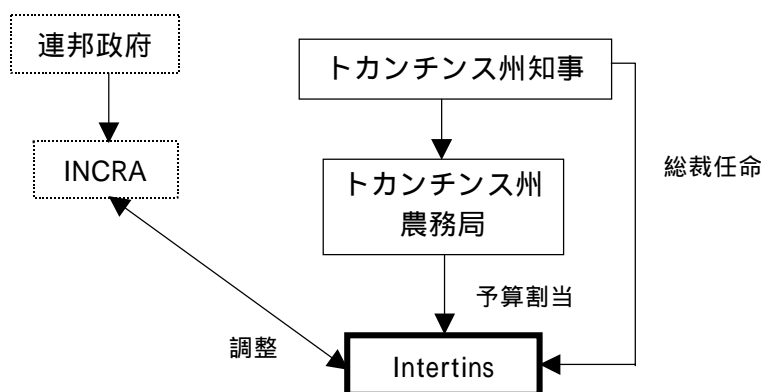 連邦政府
トカンチンス州知事
INCRA
トカンチンス州
農務局
総裁任命
予算割当
調整
Intertins